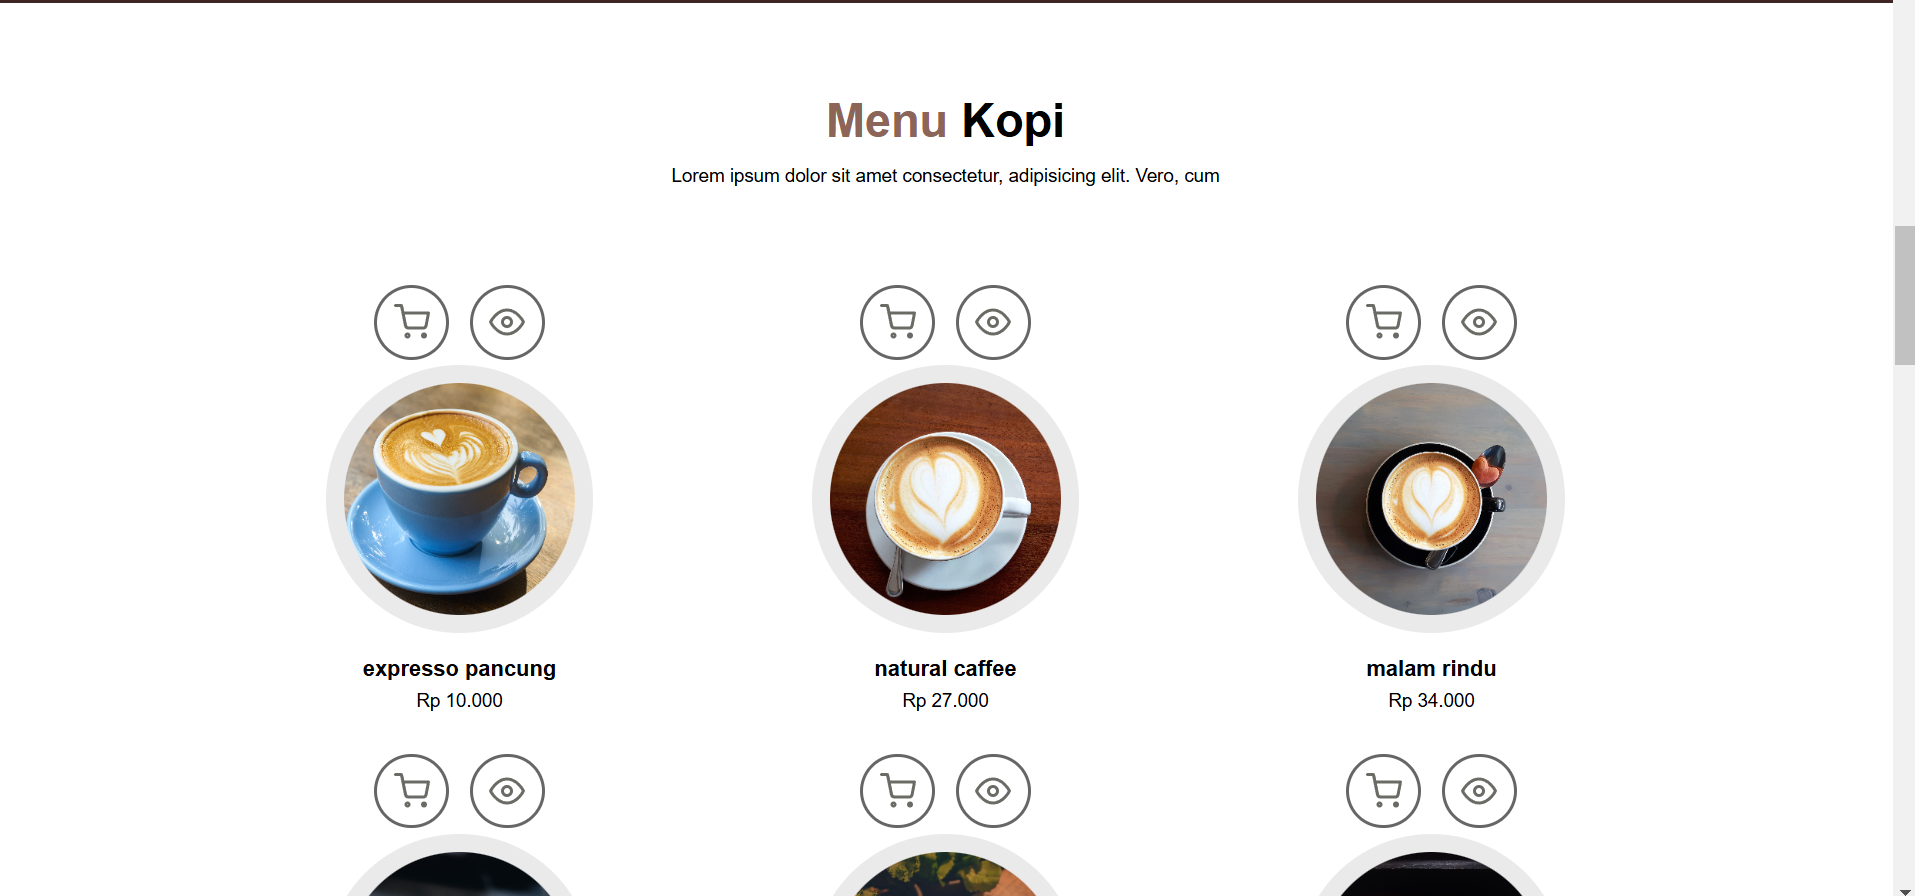 Menu Kopi
Lorem ipsum dolor sit amet consectetur, adipisicing elit. Vero, cum
expresso pancung
Rp 10.000
natural caffee
Rp 27.000
malam rindu
Rp 34.000